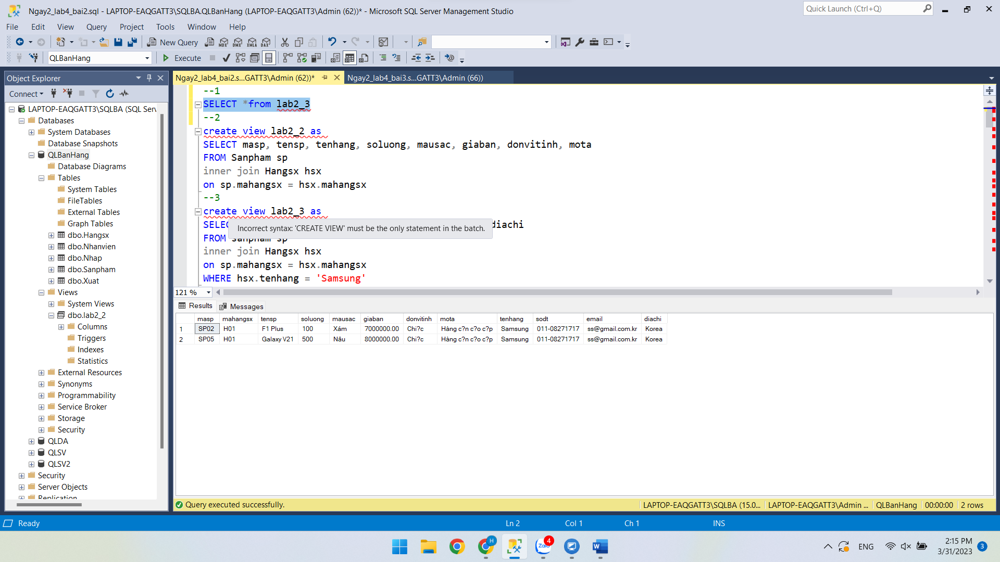 Ngay2_lab4_bai2.sql - LAPTOP-EAQGATT3\SQLBA.QLBanHang (LAPTOP-EAQGATT3\Admin (62))* - Microsoft SQL Server Management Studio
Quick Launch (Ctrl+Q)
File Edit View Query Project Tools Window Help
New Query MDX DMX XMLA DAX
QLBanHang Execute
Object Explorer
Ngay2_lab4_bai2.s...GATT3\Admin (62))*
Ngay2_lab4_bai3.s...GATT3\Admin (66))
Connect
LAPTOP-EAQGATT3\SQLBA (SQL Serv
Databases
System Databases
Database Snapshots
QLBanHang
Database Diagrams
Tables
System Tables
FileTables
External Tables
Graph Tables
dbo.Hangsx
dbo.Nhanvien
dbo.Nhap
dbo.Sanpham
dbo.Xuat
Views
System Views
dbo.lab2_2
Columns
Triggers
Indexes
Statistics
External Resources
Synonyms
Programmability
Service Broker
Storage
Security
QLDA
QLSV
QLSV2
Security
Server Objects
Replication
--1
SELECT *from lab2_3
--2
create view lab2_2 as
SELECT masp, tensp, tenhang, soluong, mausac, giaban, donvitinh, mota
FROM Sanpham sp
inner join Hangsx hsx
on sp.mahangsx = hsx.mahangsx
--3
create view lab2_3 as
SELEC diachi
Incorrect syntax: 'CREATE VIEW' must be the only statement in the batch.
FROM sanpham sp
inner join Hangsx hsx
on sp.mahangsx = hsx.mahangsx
WHERE hsx.tenhang = 'Samsung'
121 %
Results Messages
masp mahangsx tensp soluong mausac giaban donvitinh mota tenhang sodt email diachi
1 SP02 H01 F1 Plus 100 Xám 7000000.00 Chi?c Hàng c?n c?o c?p Samsung 011-08271717 ss@gmail.com.kr Korea
2 SP05 H01 Galaxy V21 500 Nâu 8000000.00 Chi?c Hàng c?n c?o c?p Samsung 011-08271717 ss@gmail.com.kr Korea
Query executed successfully. LAPTOP-EAQGATT3\SQLBA (15.0... LAPTOP-EAQGATT3\Admin ... QLBanHang 00:00:00 2 rows
Ready Ln 2 Col 1 Ch 1 INS
H
Zalo 4
W
ENG
2:15 PM
3/31/2023
3